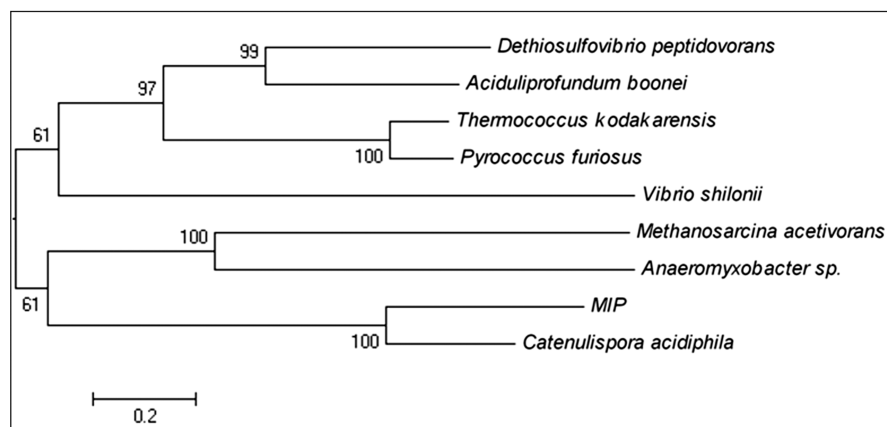 99
Dethiosulfovibrio peptidovorans
Aciduliprofundum boonei
97
Thermococcus kodakarensis
61
100
Pyrococcus furiosus
Vibrio shilonii
100
Methanosarcina acetivorans
Anaeromyxobacter sp.
61
MIP
100
Catenulispora acidiphila
0.2